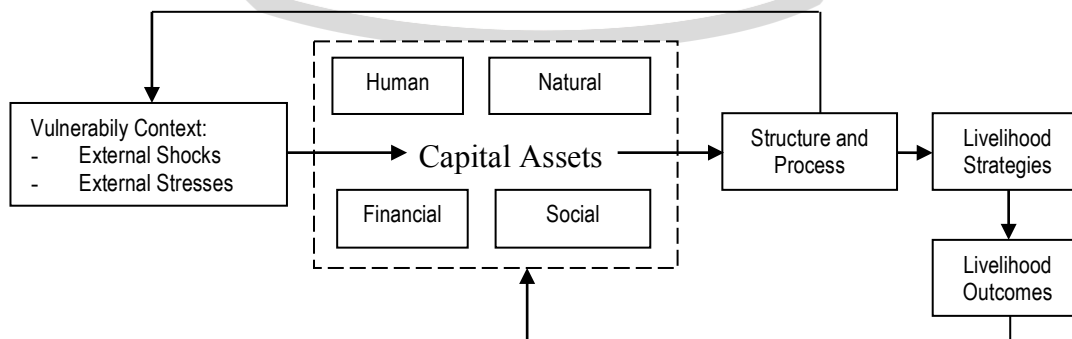 Human
Natural
Vulnerabily Context:
- External Shocks
- External Stresses
Capital Assets
Structure and
Process
Livelihood
Strategies
Financial
Social
Livelihood
Outcomes